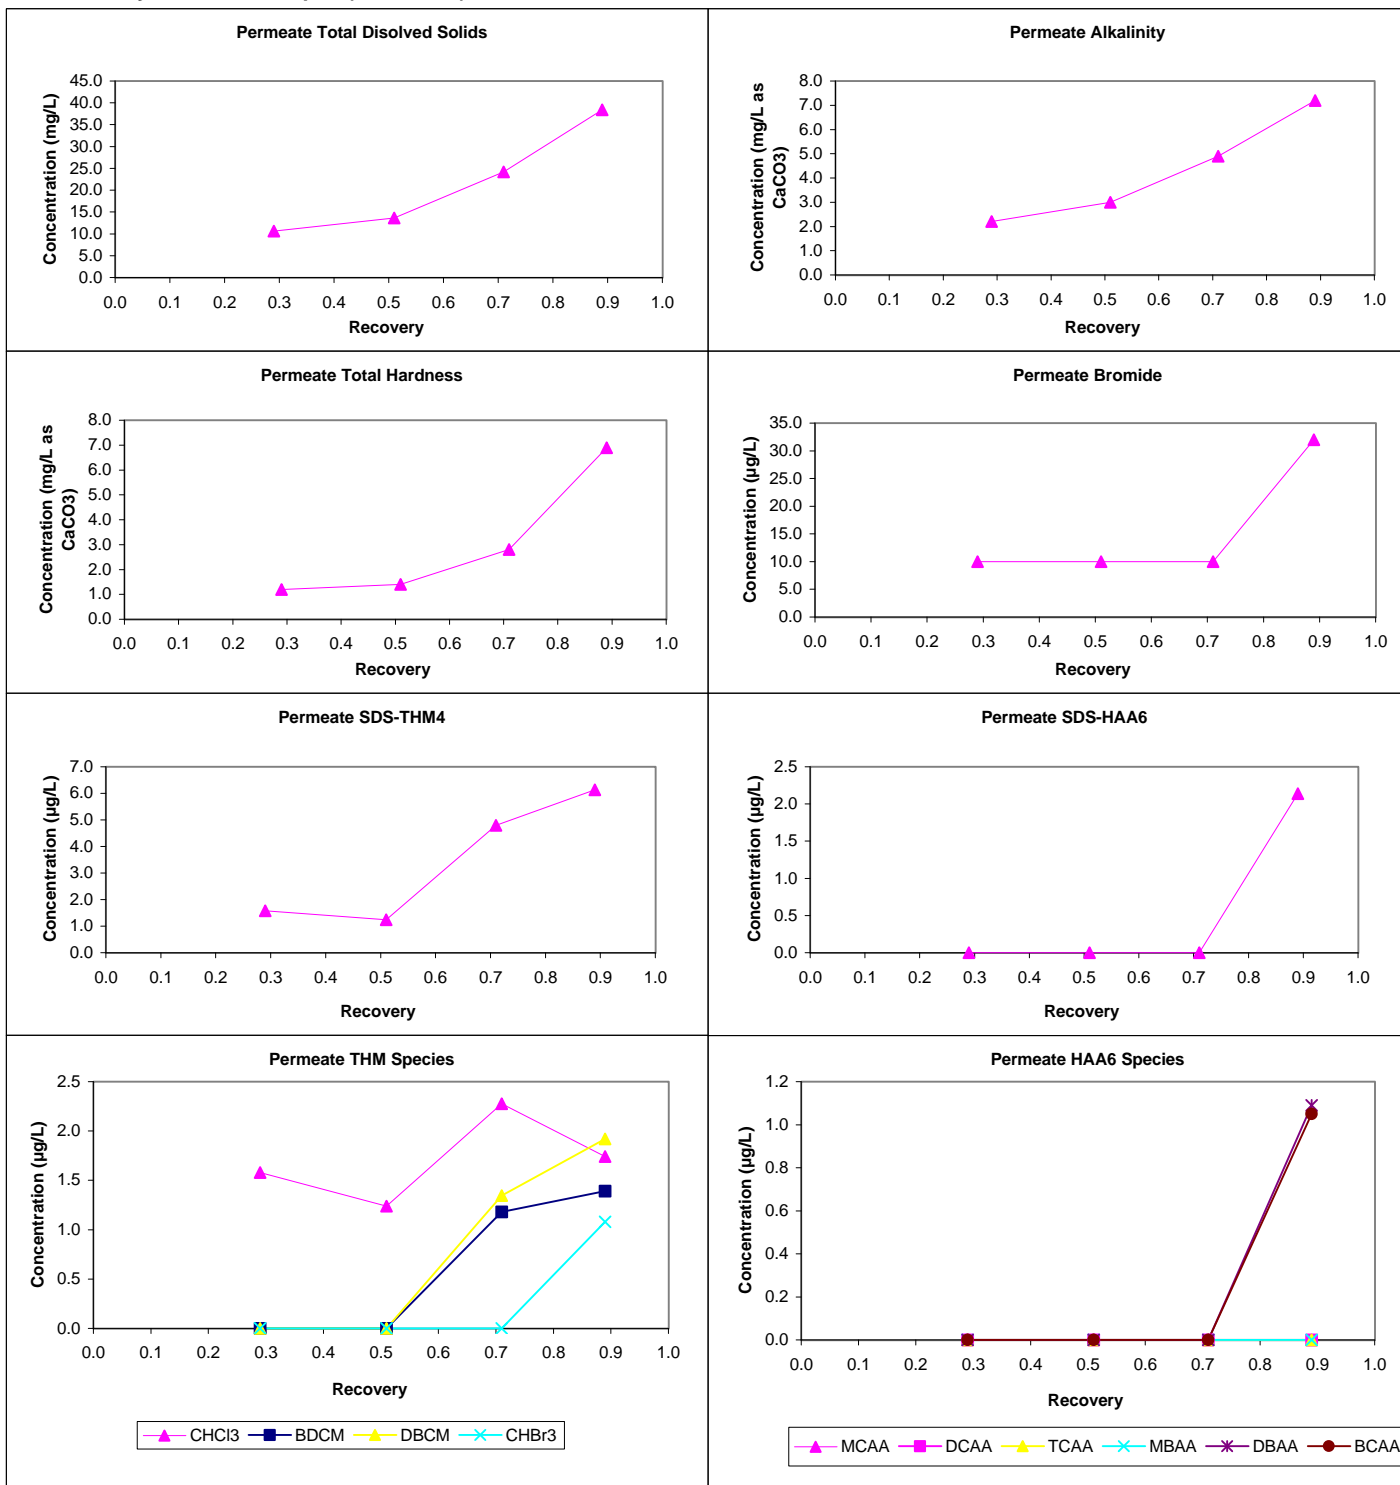 Permeate Total Disolved Solids
Concentration (mg/L)
45.0
40.0
35.0
30.0
25.0
20.0
15.0
10.0
5.0
0.0
0.0 0.1 0.2 0.3 0.4 0.5 0.6 0.7 0.8 0.9 1.0
Recovery
Permeate Alkalinity
Concentration (mg/L as
CaCO3)
8.0
7.0
6.0
5.0
4.0
3.0
2.0
1.0
0.0
0.0 0.1 0.2 0.3 0.4 0.5 0.6 0.7 0.8 0.9 1.0
Recovery
Permeate Total Hardness
Concentration (mg/L as
CaCO3)
8.0
7.0
6.0
5.0
4.0
3.0
2.0
1.0
0.0
0.0 0.1 0.2 0.3 0.4 0.5 0.6 0.7 0.8 0.9 1.0
Recovery
Permeate Bromide
Concentration (µg/L)
35.0
30.0
25.0
20.0
15.0
10.0
5.0
0.0
0.0 0.1 0.2 0.3 0.4 0.5 0.6 0.7 0.8 0.9 1.0
Recovery
Permeate SDS-THM4
Concentration (µg/L)
7.0
6.0
5.0
4.0
3.0
2.0
1.0
0.0
0.0 0.1 0.2 0.3 0.4 0.5 0.6 0.7 0.8 0.9 1.0
Recovery
Permeate SDS-HAA6
Concentration (µg/L)
2.5
2.0
1.5
1.0
0.5
0.0
0.0 0.1 0.2 0.3 0.4 0.5 0.6 0.7 0.8 0.9 1.0
Recovery
Permeate THM Species
Concentration (µg/L)
2.5
2.0
1.5
1.0
0.5
0.0
0.0 0.1 0.2 0.3 0.4 0.5 0.6 0.7 0.8 0.9 1.0
Recovery
CHCl3 BDCM DBCM CHBr3
Permeate HAA6 Species
Concentration (µg/L)
1.2
1.0
0.8
0.6
0.4
0.2
0.0
0.0 0.1 0.2 0.3 0.4 0.5 0.6 0.7 0.8 0.9 1.0
Recovery
MCAA DCAA TCAA MBAA DBAA BCAA